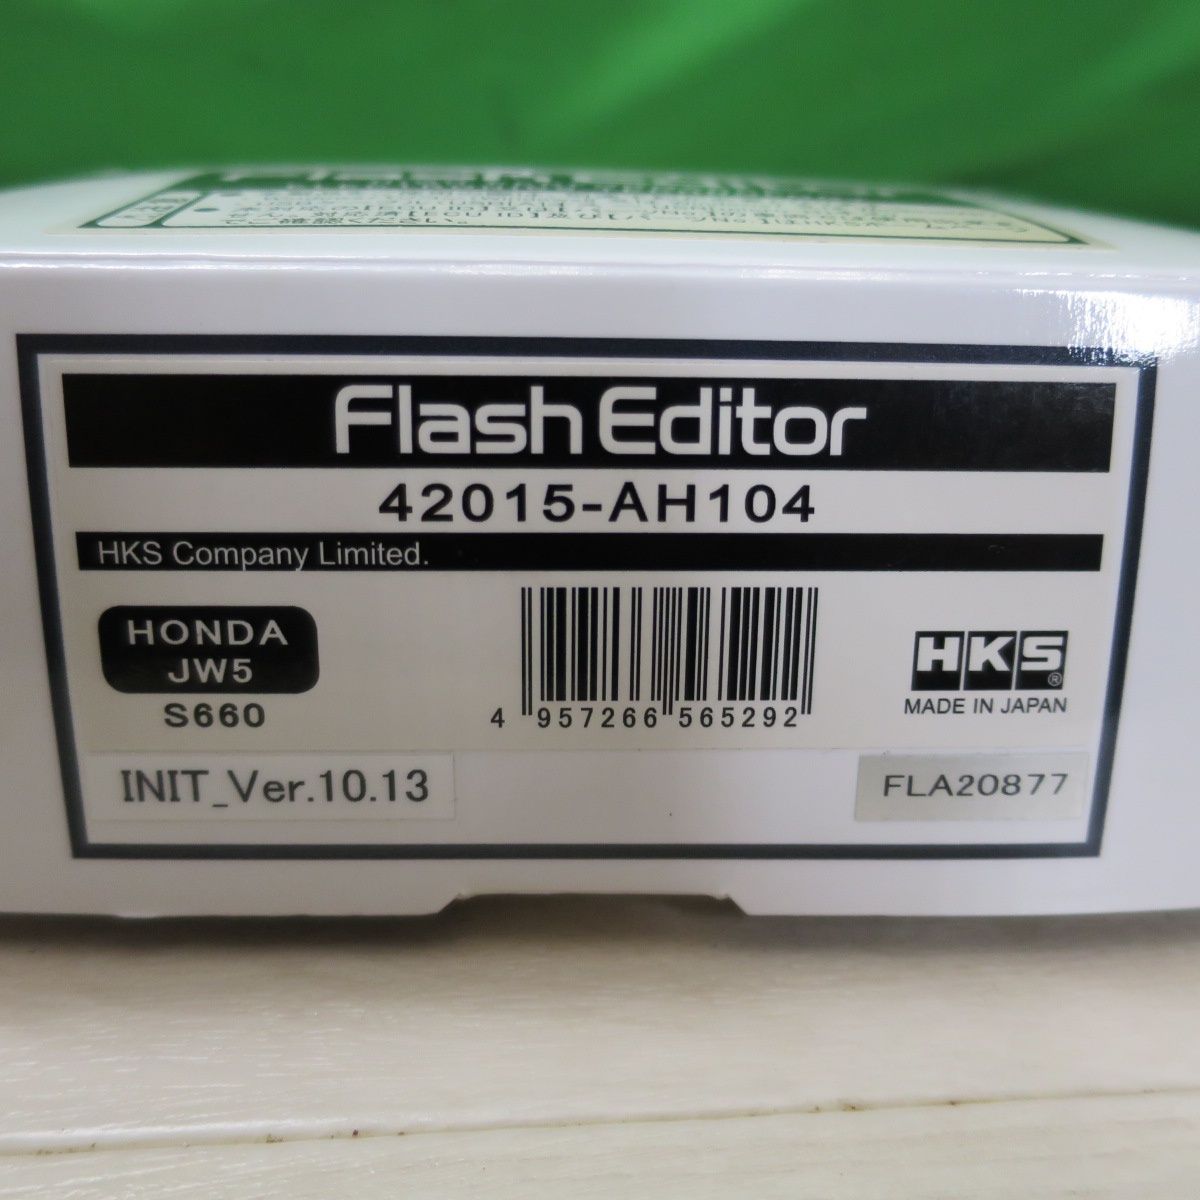 Flash Editor
42015-AH104
HKS Company Limited.
HONDA
JW5
S660
4 957266 565292
HKS®
MADE IN JAPAN
INIT_Ver.10.13
FLA20877